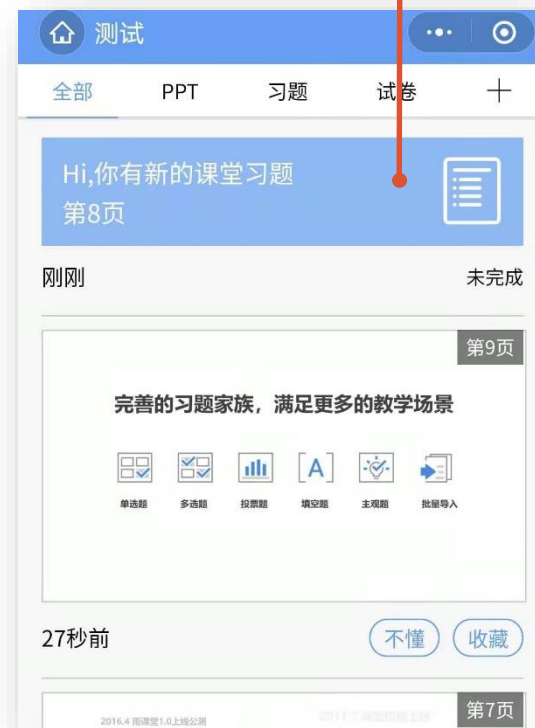 测试
全部 PPT 习题 试卷
Hi,你有新的课堂习题
第8页
刚刚 未完成
第9页
完善的习题家族，满足更多的教学场景
A
单选题 多选题 投票题 填空题 主观题 批量导入
27秒前 不懂 收藏
第7页
2016.4 雨课堂1.0上线公测